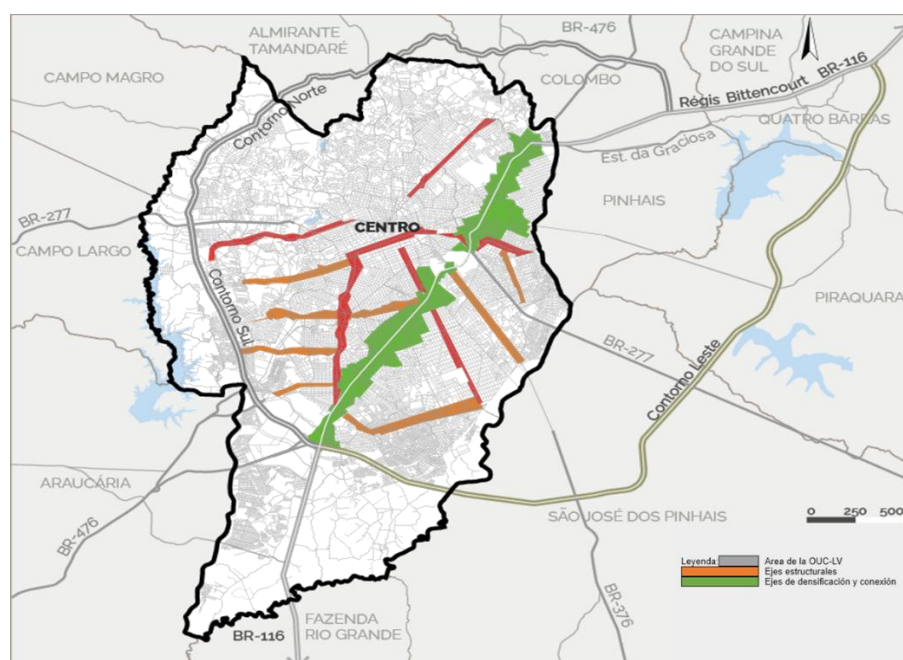 ALMIRANTE
TAMANDARÉ
BR-476
CAMPINA
GRANDE
DO SUL
CAMPO MAGRO
COLOMBO
Régis Bittencourt BR-116
Contorno Norte
QUATRO BARRAS
Est. da Graciosa
PINHAIS
BR-277
CENTRO
CAMPO LARGO
Contorno Sul
PIRAQUARA
BR-277
Contorno Leste
ARAUCÁRIA
BR-476
SÃO JOSÉ DOS PINHAIS
0 250 500
Leyenda:
Area de la OUC-LV
Ejes estructurales
Ejes de densificación y conexión
BR-376
FAZENDA
RIO GRANDE
BR-116